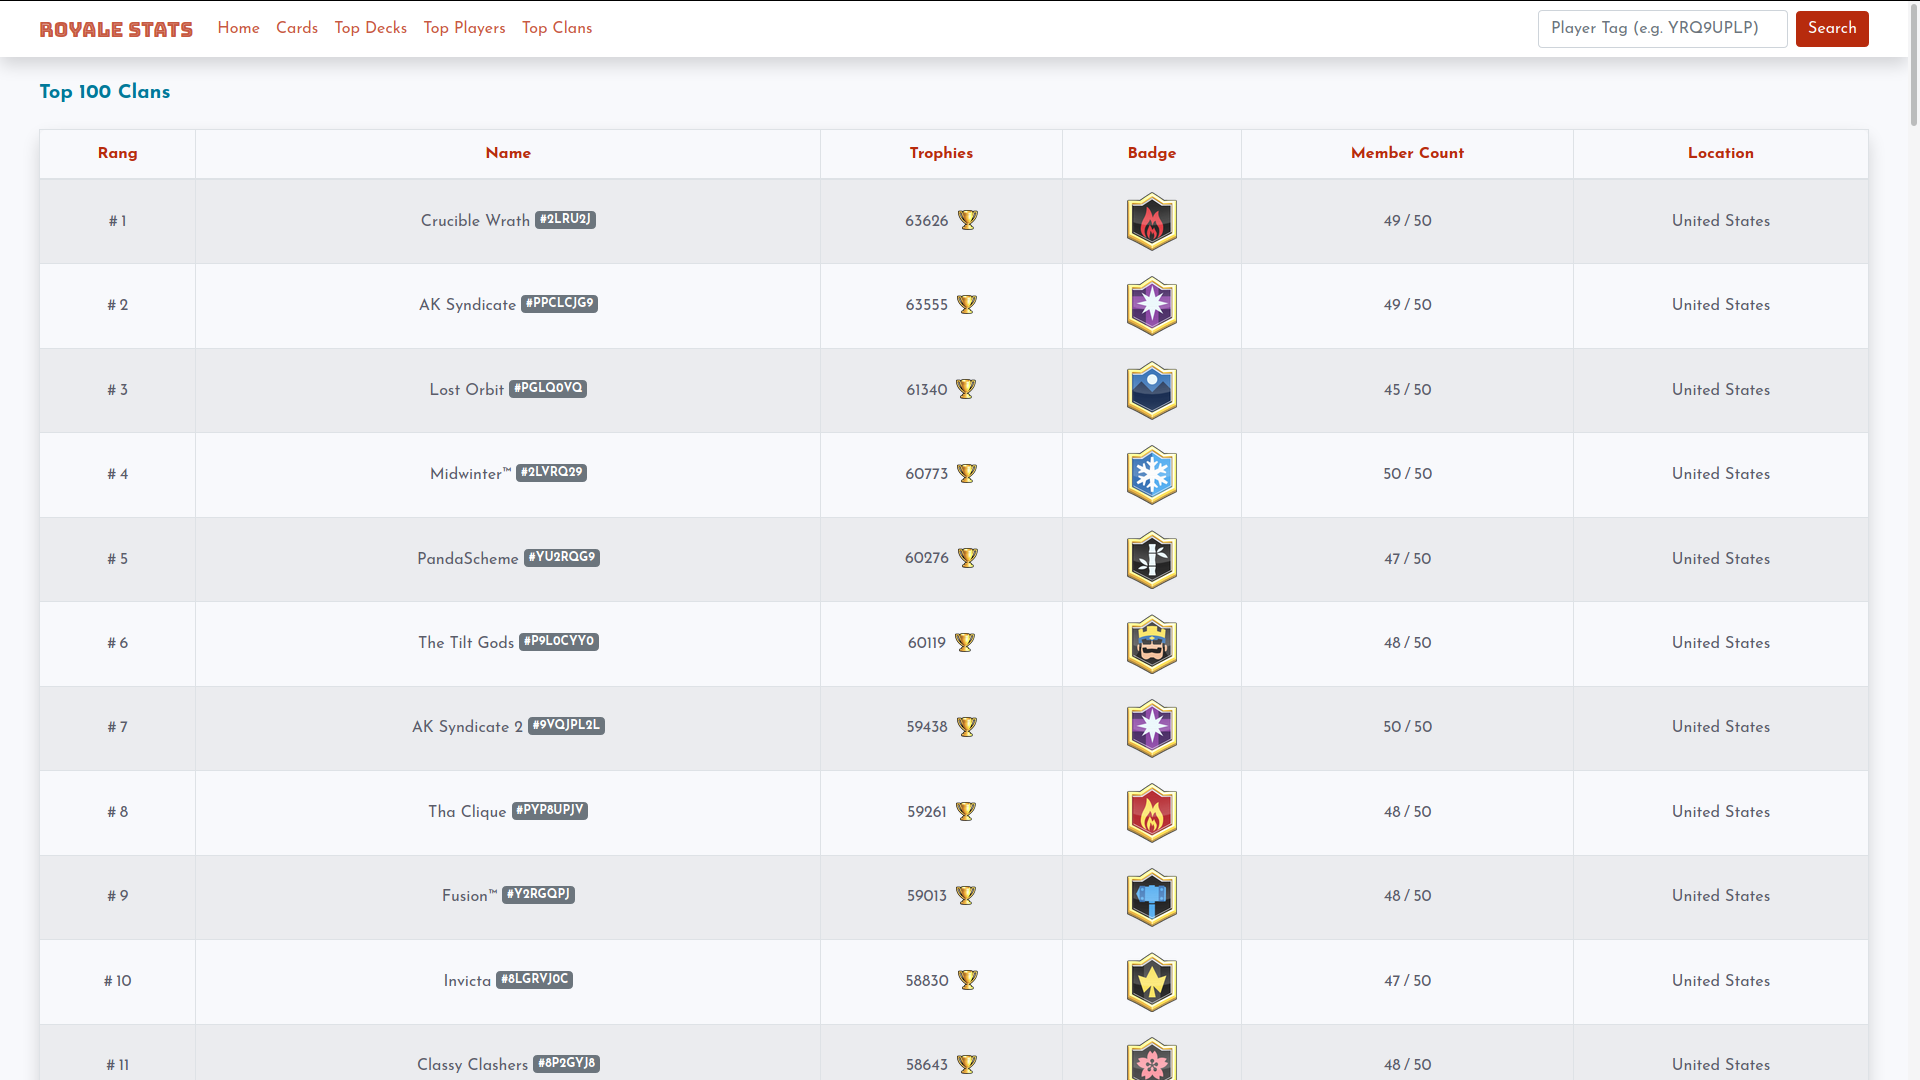 ROYALE STATS Home Cards Top Decks Top Players Top Clans Player Tag (e.g. YRQ9UPLP) Search
Top 100 Clans
Rang Name Trophies Badge Member Count Location
# 1 Crucible Wrath #2LRU2J 63626 49 / 50 United States
# 2 AK Syndicate #PPCLCJG9 63555 49 / 50 United States
# 3 Lost Orbit #PGLQ0VQ 61340 45 / 50 United States
# 4 Midwinter™ #2LVRQ29 60773 50 / 50 United States
# 5 PandaScheme #YU2RQG9 60276 47 / 50 United States
# 6 The Tilt Gods #P9L0CYY0 60119 48 / 50 United States
# 7 AK Syndicate 2 #9VQJPL2L 59438 50 / 50 United States
# 8 Tha Clique #PYP8UPJV 59261 48 / 50 United States
# 9 Fusion™ #Y2RGQPJ 59013 48 / 50 United States
# 10 Invicta #8LGRVJ0C 58830 47 / 50 United States
# 11 Classy Clashers #8P2GYJ8 58643 48 / 50 United States